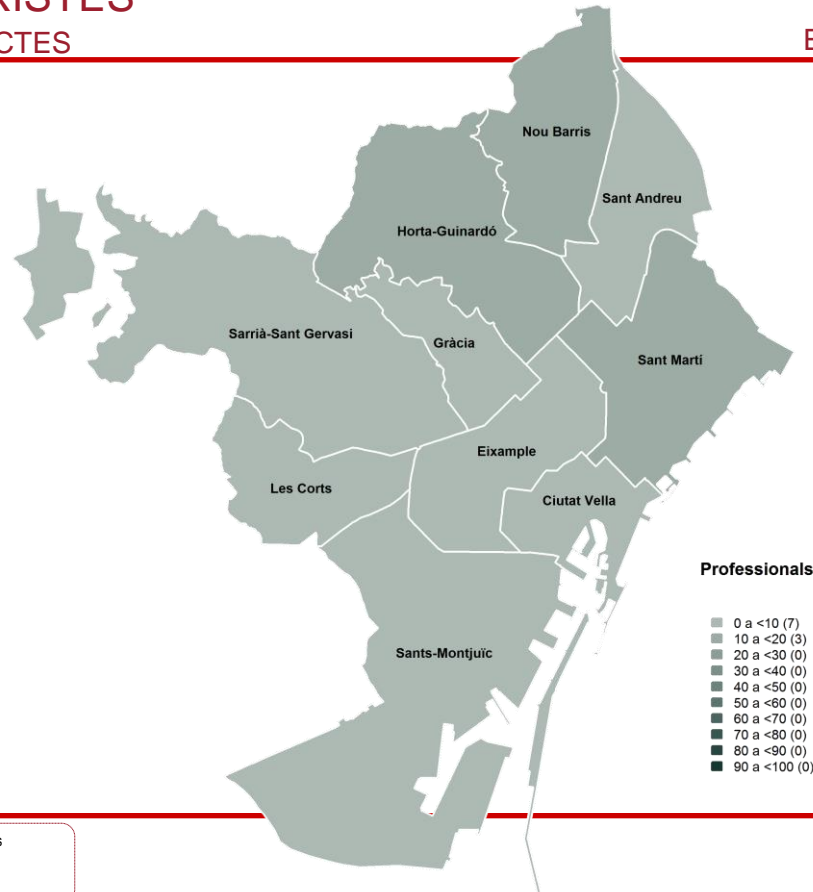 RISTES
CTES
E
Nou Barris
Sant Andreu
Horta-Guinardó
Sarrià-Sant Gervasi
Gràcia
Sant Martí
Eixample
Les Corts
Ciutat Vella
Sants-Montjuïc
Professionals
0 a <10 (7)
10 a <20 (3)
20 a <30 (0)
30 a <40 (0)
40 a <50 (0)
50 a <60 (0)
60 a <70 (0)
70 a <80 (0)
80 a <90 (0)
90 a <100 (0)
s